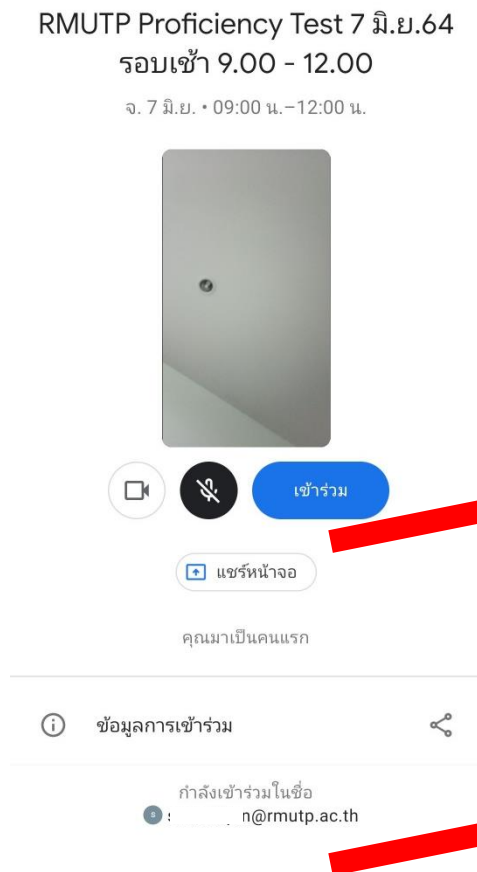 RMUTP Proficiency Test 7 มิ.ย.64
รอบเช้า 9.00 - 12.00
จ. 7 มิ.ย. • 09:00 น.–12:00 น.
เข้าร่วม
แชร์หน้าจอ
คุณมาเป็นคนแรก
ข้อมูลการเข้าร่วม
กำลังเข้าร่วมในชื่อ
n@rmutp.ac.th